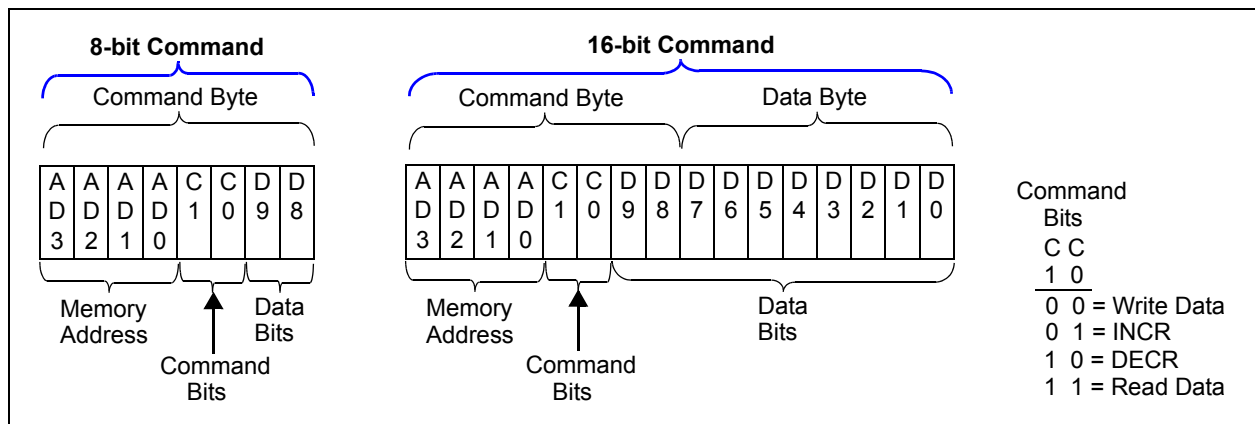 8-bit Command
16-bit Command
Command Byte
Command Byte
Data Byte
A A A A C C D D
D D D D 1 0 9 8
3 2 1 0
A A A A C C D D D D D D D D D D
D D D D 1 0 9 8 7 6 5 4 3 2 1 0
3 2 1 0
Memory
Address
Data
Bits
Command
Bits
Memory
Address
Data
Bits
Command
Bits
Command
Bits
C C
1 0
0 0 = Write Data
0 1 = INCR
1 0 = DECR
1 1 = Read Data